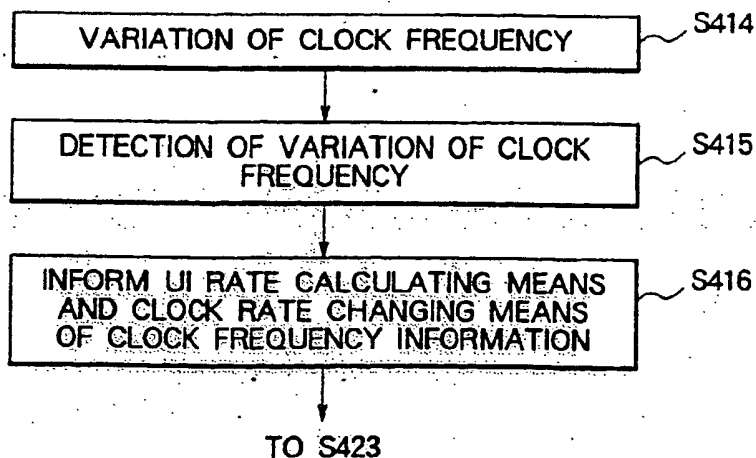 VARIATION OF CLOCK FREQUENCY
S414
DETECTION OF VARIATION OF CLOCK
FREQUENCY
S415
INFORM UI RATE CALCULATING MEANS
AND CLOCK RATE CHANGING MEANS
OF CLOCK FREQUENCY INFORMATION
S416
TO S423